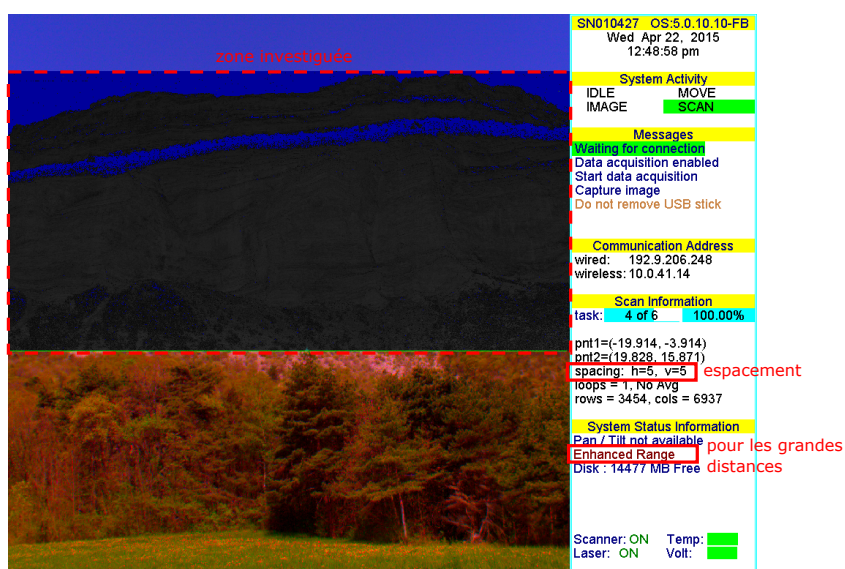 zone investiguée
SN010427 OS:5.0.10.10-FB
Wed Apr 22, 2015
12:48:58 pm
System Activity
IDLE MOVE
IMAGE SCAN
Messages
Waiting for connection
Data acquisition enabled
Start data acquisition
Capture image
Do not remove USB stick
Communication Address
wired: 192.9.206.248
wireless: 10.0.41.14
Scan Information
task: 4 of 6 100.00%
pnt1=(-19.914, -3.914)
pnt2=(19.828, 15.871)
spacing: h=5, v=5
espacement
loops = 1, No Avg
rows = 3454, cols = 6937
System Status Information
Pan / Tilt not available
Enhanced Range
pour les grandes
distances
Disk : 14477 MB Free
Scanner: ON Temp:
Laser: ON Volt: